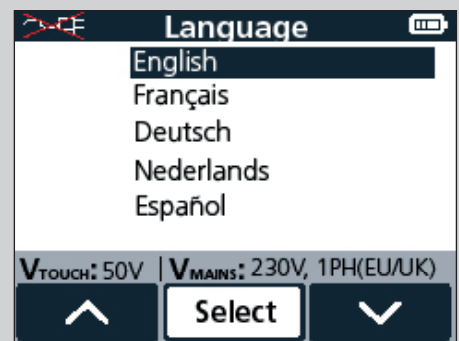 Language
English
Français
Deutsch
Nederlands
Español
VTOUCH: 50V | VMAINS: 230V, 1PH(EU/UK)
Select